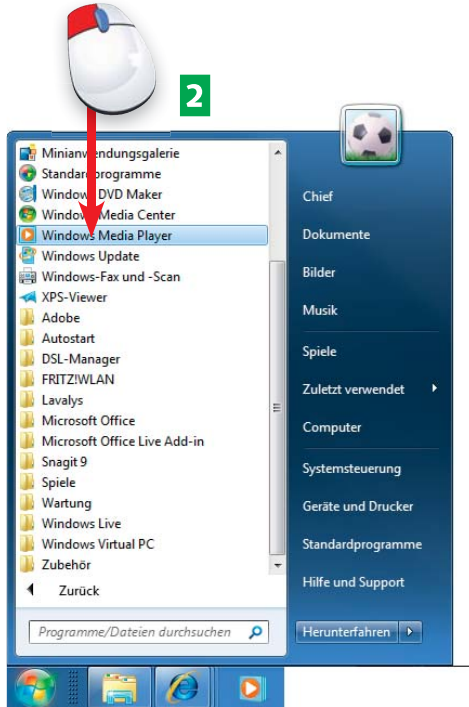 2
Minianwendungsgalerie
Standardprogramme
Windows DVD Maker
Windows Media Center
Windows Media Player
Windows Update
Windows-Fax und -Scan
XPS-Viewer
Adobe
Autostart
DSL-Manager
FRITZ!WLAN
Lavalys
Microsoft Office
Microsoft Office Live Add-in
Snagit 9
Spiele
Wartung
Windows Live
Windows Virtual PC
Zubehör
Zurück
Programme/Dateien durchsuchen
Chief
Dokumente
Bilder
Musik
Spiele
Zuletzt verwendet
Computer
Systemsteuerung
Geräte und Drucker
Standardprogramme
Hilfe und Support
Herunterfahren